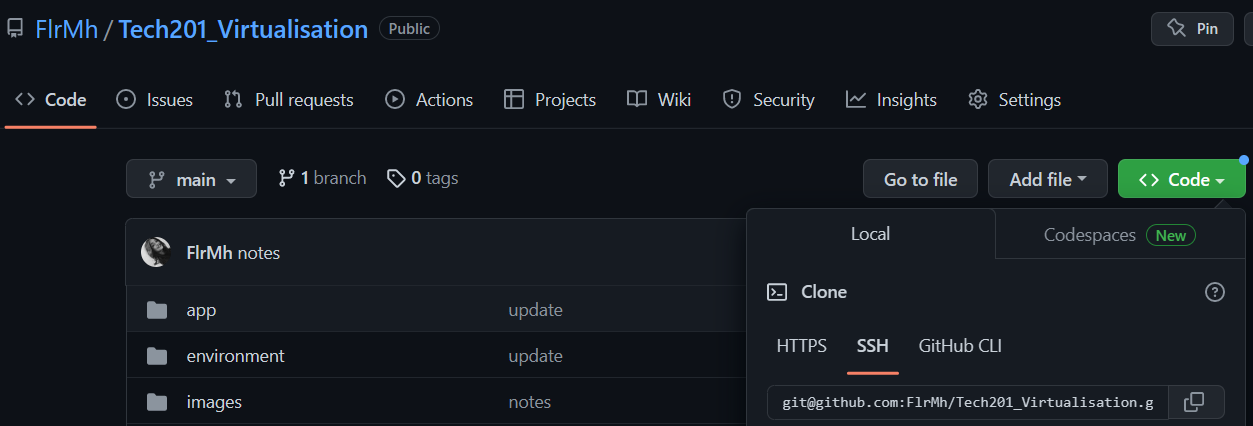 FlrMh / Tech201_Virtualisation Public Pin
Code Issues Pull requests Actions Projects Wiki Security Insights Settings
main 1 branch 0 tags Go to file Add file Code
Local Codespaces New
FlrMh notes
Clone
app update
HTTPS SSH GitHub CLI
environment update
git@github.com:FlrMh/Tech201_Virtualisation.g
images notes